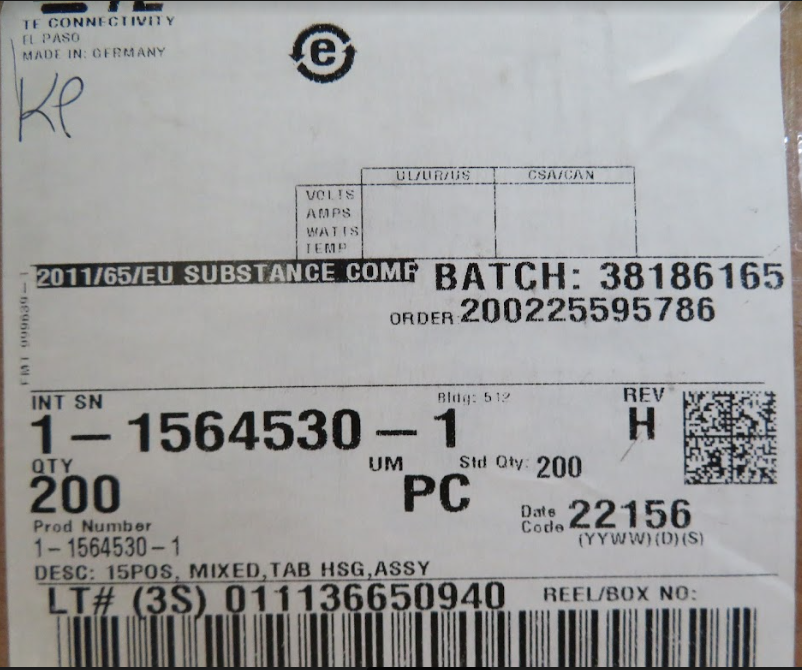 TE CONNECTIVITY
EL PASO
MADE IN: GERMANY
e
KP
UL/UR/US CSA/CAN
VOLTS
AMPS
WATTS
TEMP
2011/65/EU SUBSTANCE COMP BATCH: 38186165
ORDER: 200225595786
INT SN Bldg: 512 REV
1-1564530-1 H
QTY UM Std Qty: 200
200 PC
Prod Number Date Code 22156
1-1564530-1 (YYWW)(D)(S)
DESC: 15POS, MIXED,TAB HSG,ASSY
LT# (3S) 011136650940 REEL/BOX NO: